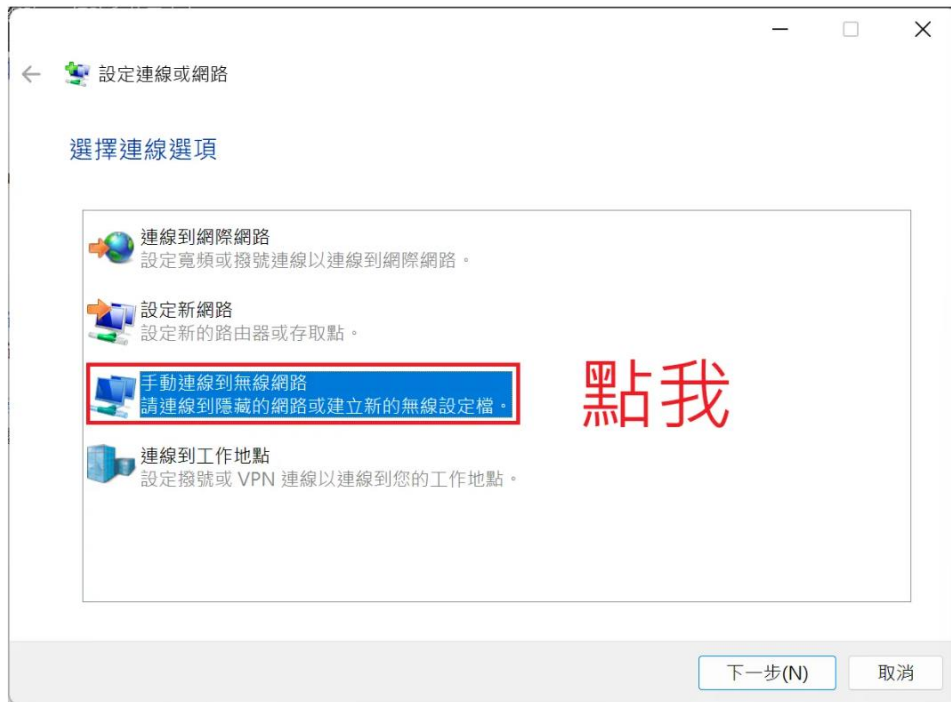 設定連線或網路
選擇連線選項
連線到網際網路
設定寬頻或撥號連線以連線到網際網路。
設定新網路
設定新的路由器或存取點。
手動連線到無線網路
請連線到隱藏的網路或建立新的無線設定檔。
點我
連線到工作地點
設定撥號或 VPN 連線以連線到您的工作地點。
下一步(N)
取消